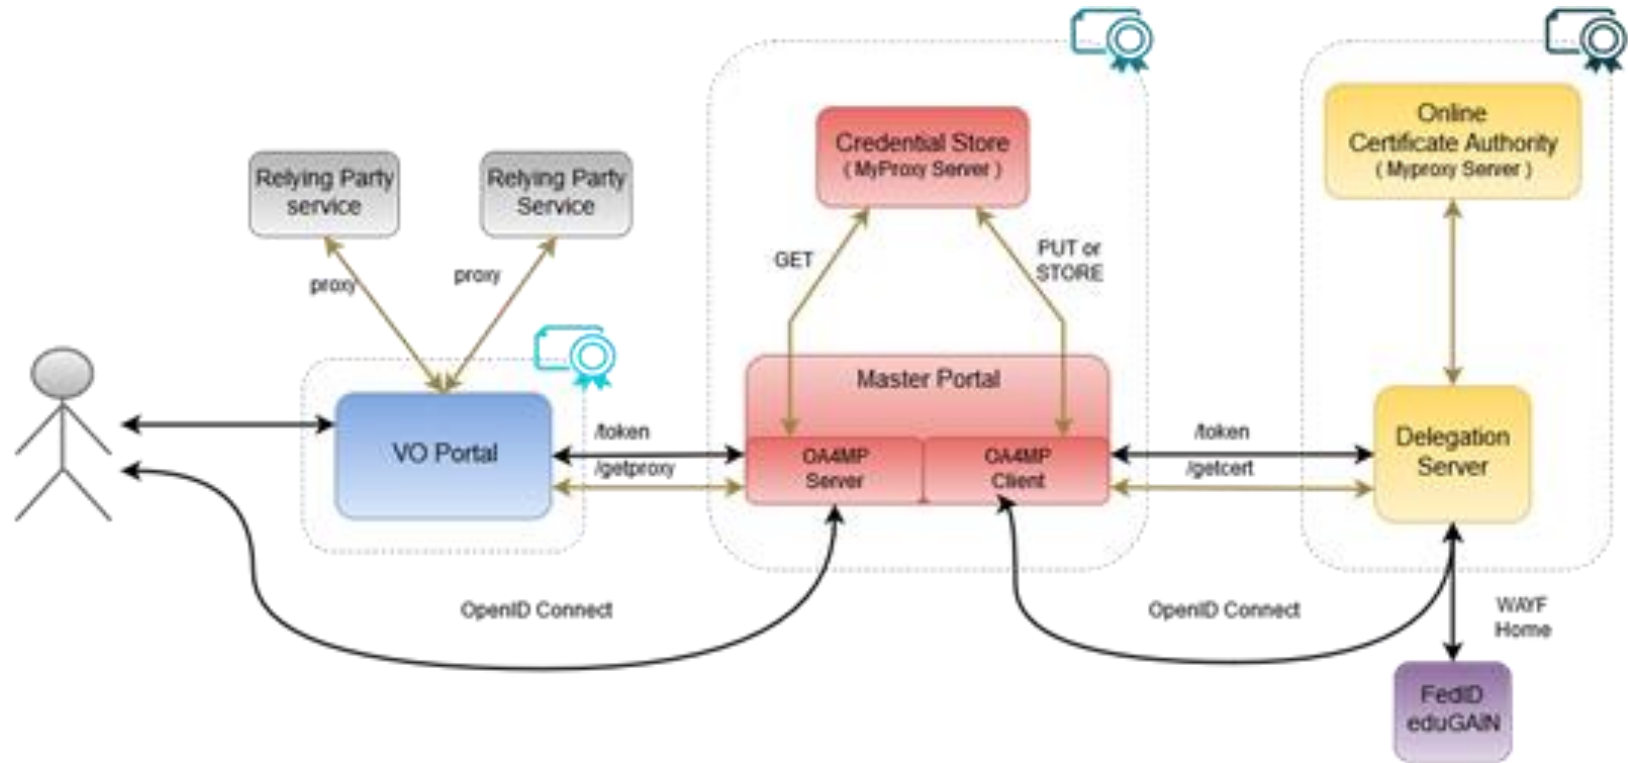 Online
Certificate Authority
( Myproxy Server )
Credential Store
( MyProxy Server )
Relying Party
service
Relying Party
Service
GET
PUT or
STORE
proxy
proxy
Master Portal
VO Portal
/token
/getproxy
OA4MP
Server
OA4MP
Client
/token
/getcert
Delegation
Server
OpenID Connect
OpenID Connect
WAYF
Home
FedID
eduGAIN